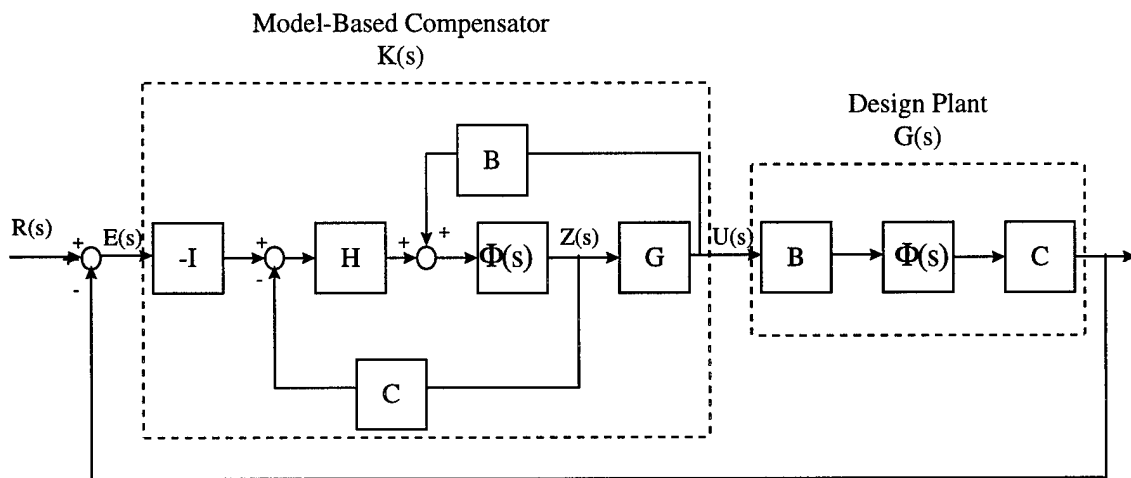 Model-Based Compensator
K(s)
Design Plant
G(s)
B
R(s)
+
E(s)
-I
+
H
+
+
Φ(s)
Z(s)
G
U(s)
B
Φ(s)
C
-
-
C